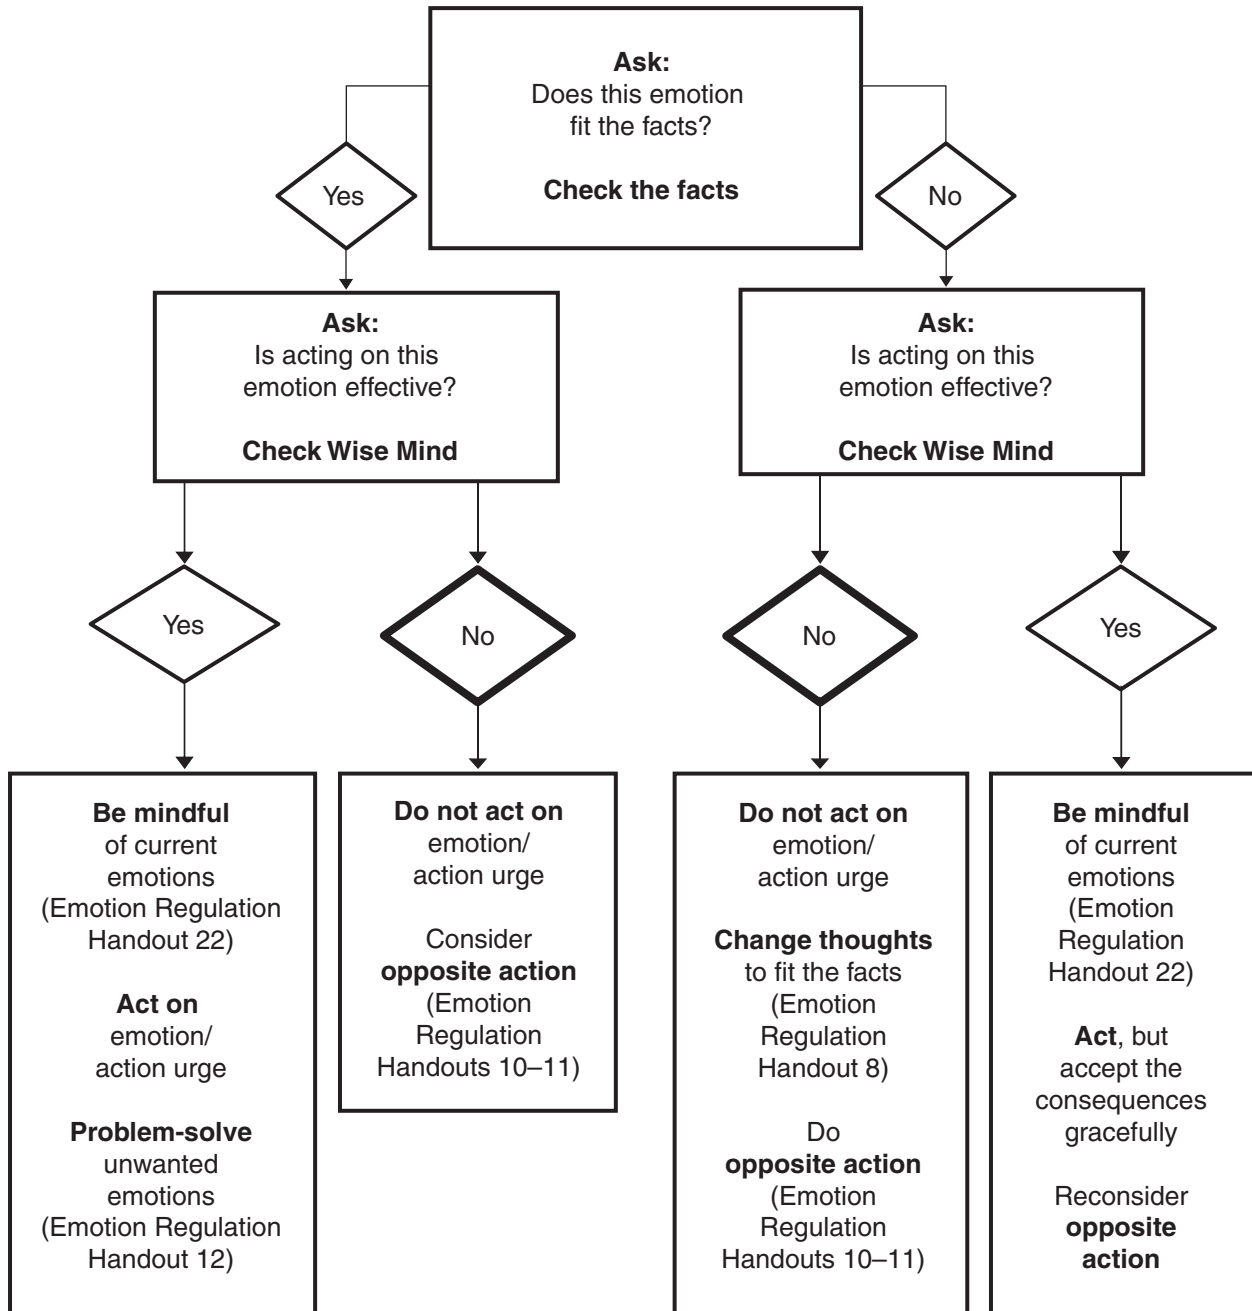 Ask:
Does this emotion
fit the facts?
Check the facts
Yes
No
Ask:
Is acting on this
emotion effective?
Check Wise Mind
Ask:
Is acting on this
emotion effective?
Check Wise Mind
Yes
No
No
Yes
Be mindful
of current
emotions
(Emotion Regulation
Handout 22)
Act on
emotion/
action urge
Problem-solve
unwanted
emotions
(Emotion Regulation
Handout 12)
Do not act on
emotion/
action urge
Consider
opposite action
(Emotion
Regulation
Handouts 10–11)
Do not act on
emotion/
action urge
Change thoughts
to fit the facts
(Emotion
Regulation
Handout 8)
Do
opposite action
(Emotion
Regulation
Handouts 10–11)
Be mindful
of current
emotions
(Emotion
Regulation
Handout 22)
Act, but
accept the
consequences
gracefully
Reconsider
opposite
action